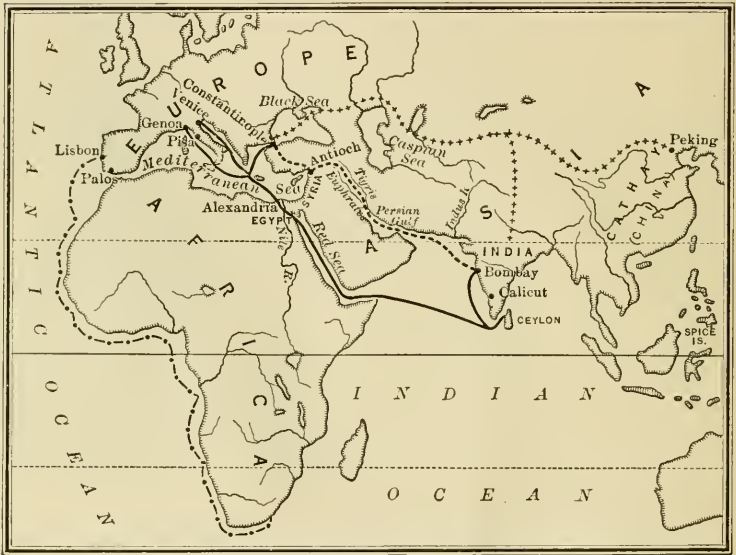 ATLANTIC OCEAN
EUROPE
ASIA
AFRICA
INDIAN OCEAN
Black Sea
Constantinople
Venice
Genoa
Pisa
Lisbon
Palos
Mediterranean Sea
Antioch
Caspian Sea
Peking
CATHAY
(CHINA)
SYRIA
Tigris
Euphrates
Persian Gulf
Indus R.
Alexandria
EGYPT
Nile R.
Red Sea
INDIA
Bombay
Calicut
CEYLON
SPICE IS.